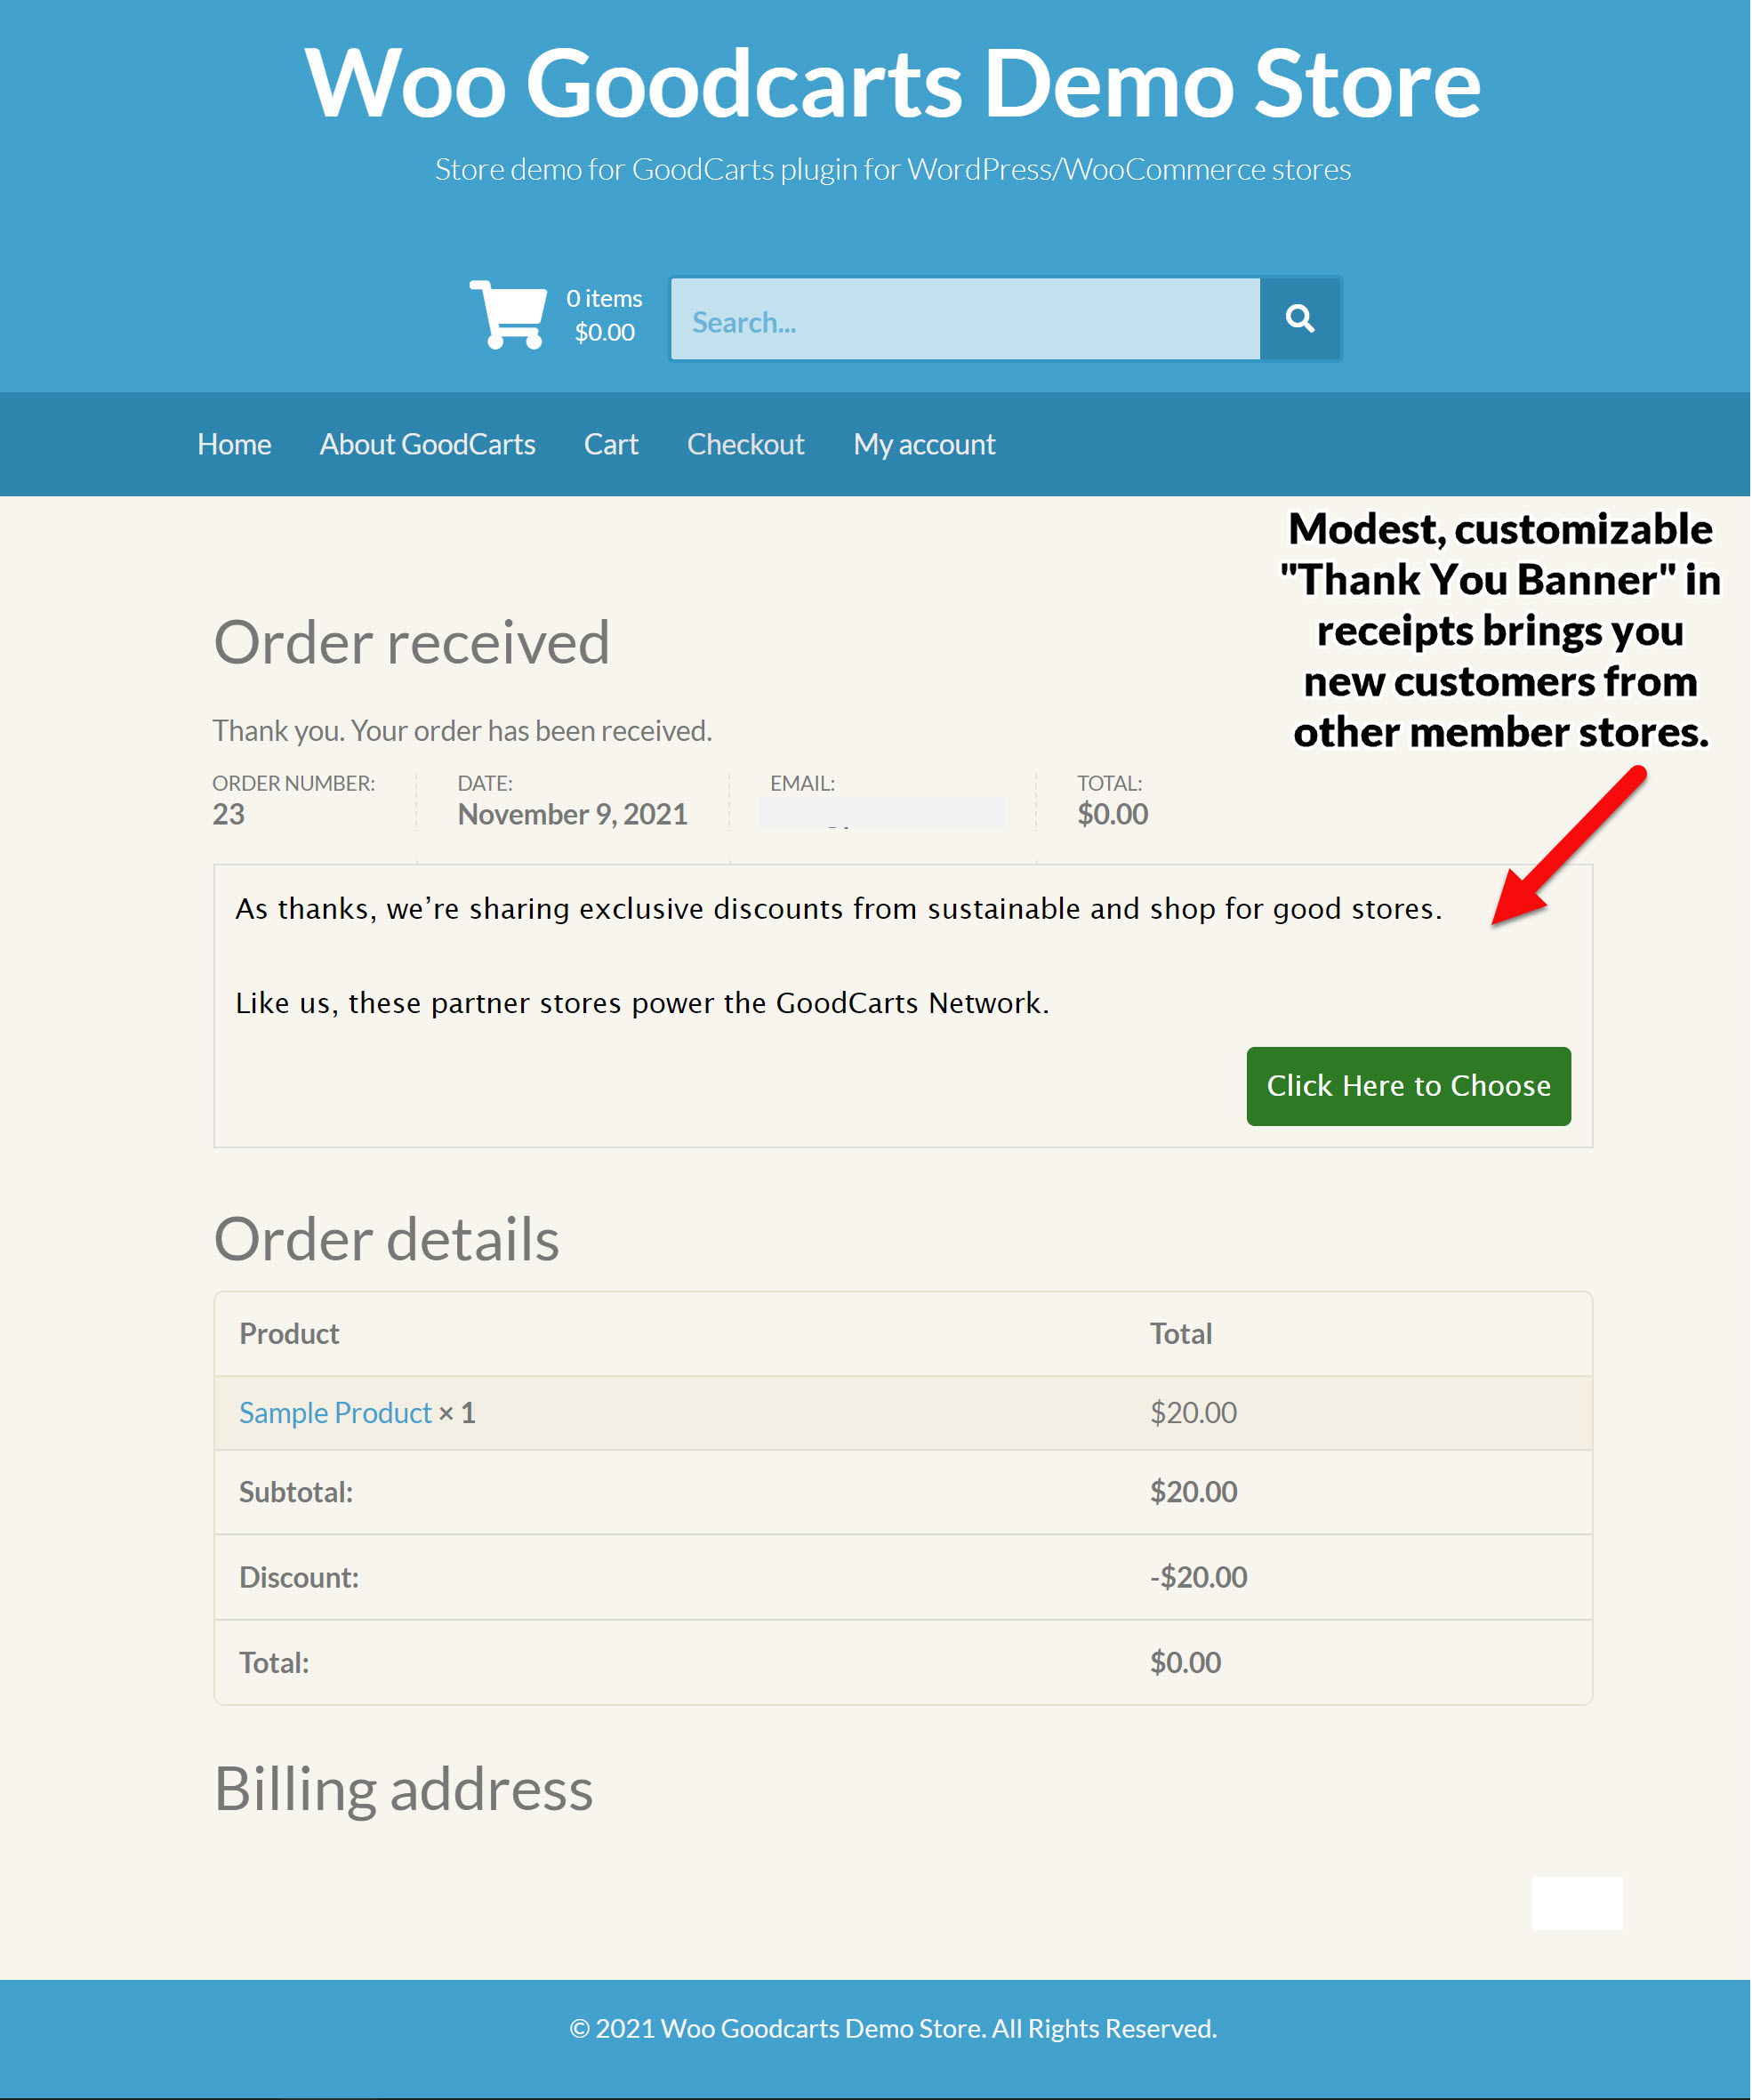 Woo Goodcarts Demo Store
Store demo for GoodCarts plugin for WordPress/WooCommerce stores
0 items
$0.00
Search...
Home About GoodCarts Cart Checkout My account
Modest, customizable
"Thank You Banner" in
receipts brings you
new customers from
other member stores.
Order received
Thank you. Your order has been received.
ORDER NUMBER: DATE: EMAIL: TOTAL:
23 November 9, 2021 $0.00
As thanks, we’re sharing exclusive discounts from sustainable and shop for good stores.
Like us, these partner stores power the GoodCarts Network.
Click Here to Choose
Order details
Product Total
Sample Product × 1 $20.00
Subtotal: $20.00
Discount: -$20.00
Total: $0.00
Billing address
© 2021 Woo Goodcarts Demo Store. All Rights Reserved.